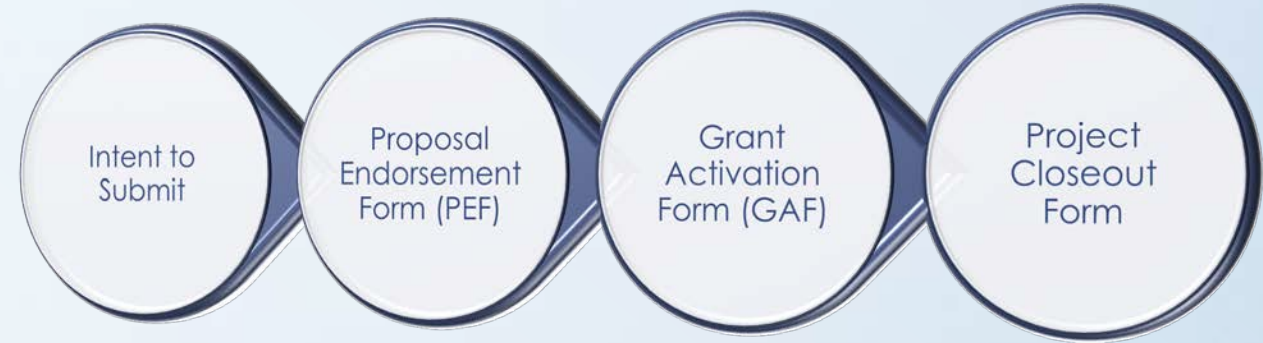 Intent to
Submit
Proposal
Endorsement
Form (PEF)
Grant
Activation
Form (GAF)
Project
Closeout
Form